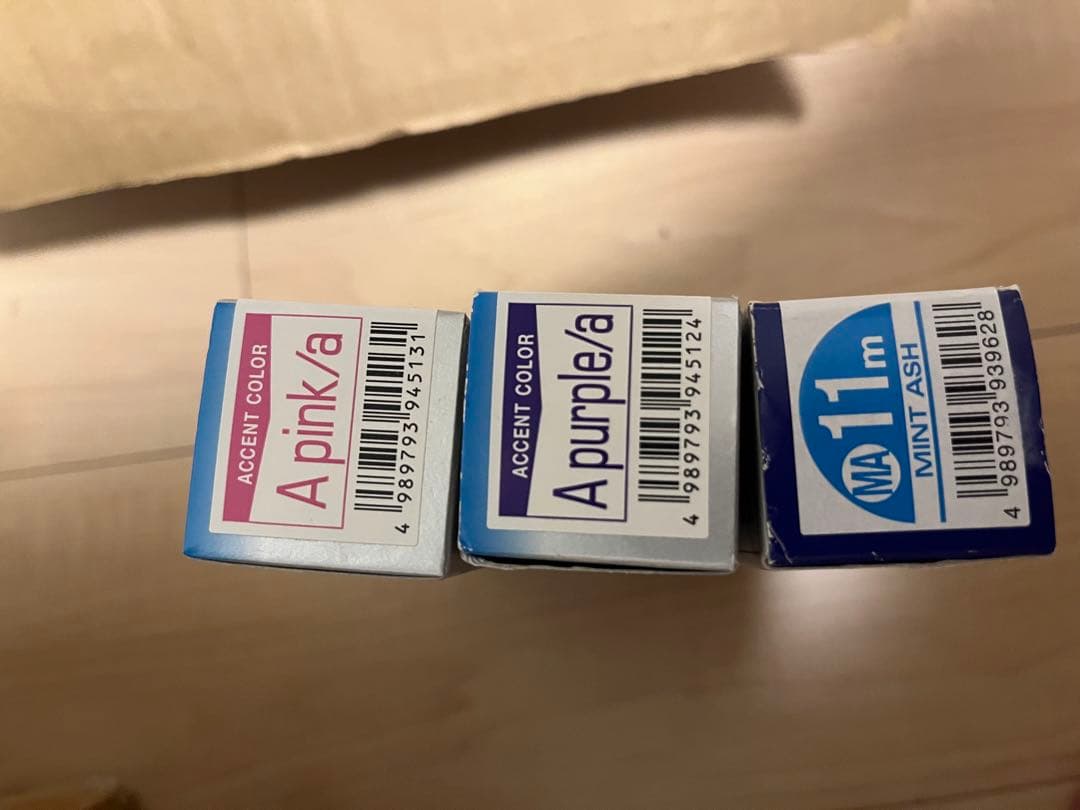 ACCENT COLOR
A pink/a
4 989793 945131
ACCENT COLOR
A purple/a
4 989793 945124
MA 11m
MINT ASH
4 989793 939628